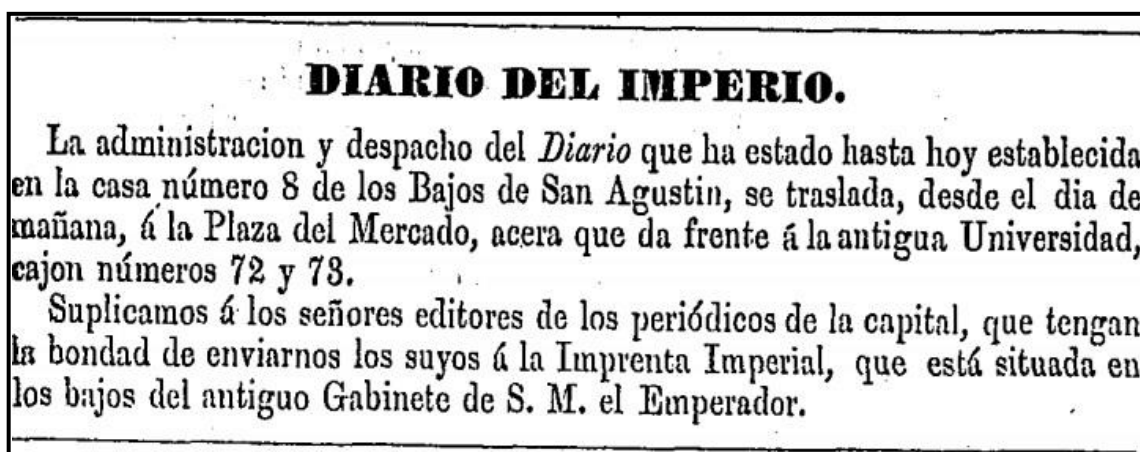 DIARIO DEL IMPERIO.
La administracion y despacho del Diario que ha estado hasta hoy establecida
en la casa número 8 de los Bajos de San Agustin, se traslada, desde el dia de
mañana, á la Plaza del Mercado, acera que da frente á la antigua Universidad,
cajon números 72 y 73.
Suplicamos á los señores editores de los periódicos de la capital, que tengan
la bondad de enviarnos los suyos á la Imprenta Imperial, que está situada en
los bajos del antiguo Gabinete de S. M. el Emperador.